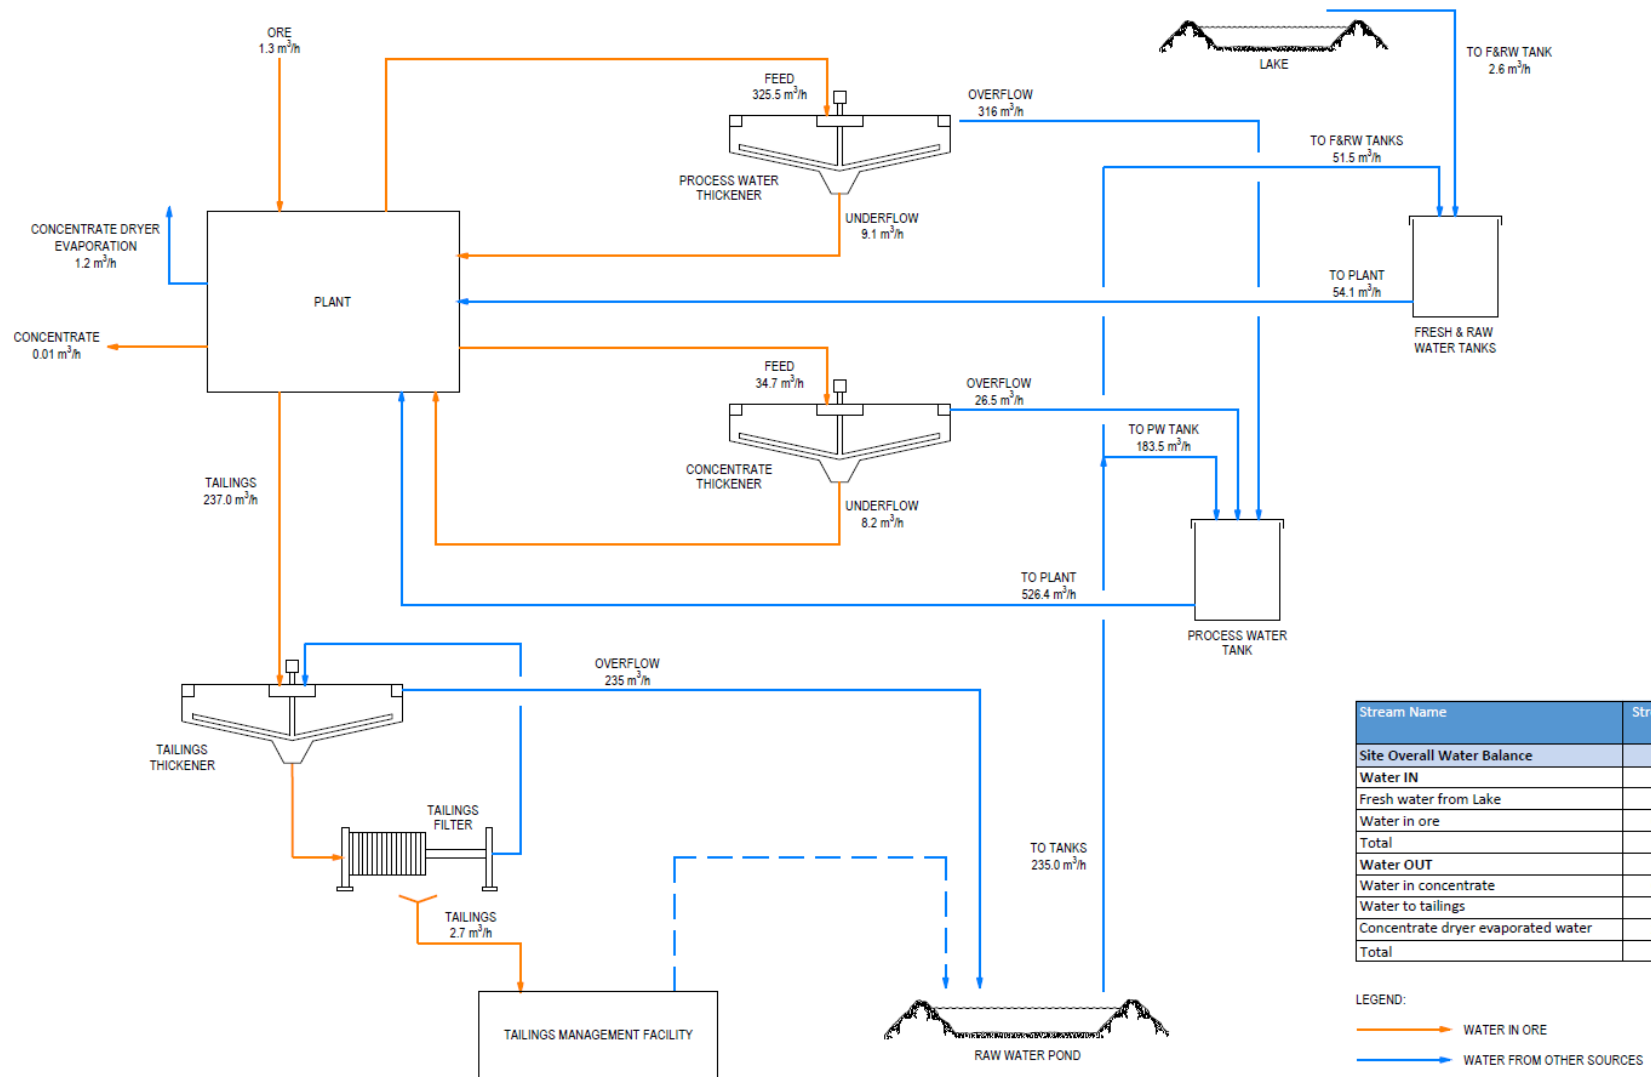 ORE
1.3 m³/h
FEED
325.5 m³/h
OVERFLOW
316 m³/h
LAKE
TO F&RW TANK
2.6 m³/h
TO F&RW TANKS
51.5 m³/h
PROCESS WATER
THICKENER
UNDERFLOW
9.1 m³/h
CONCENTRATE DRYER
EVAPORATION
1.2 m³/h
PLANT
TO PLANT
54.1 m³/h
FRESH & RAW
WATER TANKS
CONCENTRATE
0.01 m³/h
FEED
34.7 m³/h
OVERFLOW
26.5 m³/h
TO PW TANK
183.5 m³/h
CONCENTRATE
THICKENER
UNDERFLOW
8.2 m³/h
TAILINGS
237.0 m³/h
TO PLANT
526.4 m³/h
PROCESS WATER
TANK
OVERFLOW
235 m³/h
TAILINGS
THICKENER
TAILINGS
FILTER
TAILINGS
2.7 m³/h
TO TANKS
235.0 m³/h
TAILINGS MANAGEMENT FACILITY
RAW WATER POND
Stream Name
Site Overall Water Balance
Water IN
Fresh water from Lake
Water in ore
Total
Water OUT
Water in concentrate
Water to tailings
Concentrate dryer evaporated water
Total
LEGEND:
WATER IN ORE
WATER FROM OTHER SOURCES